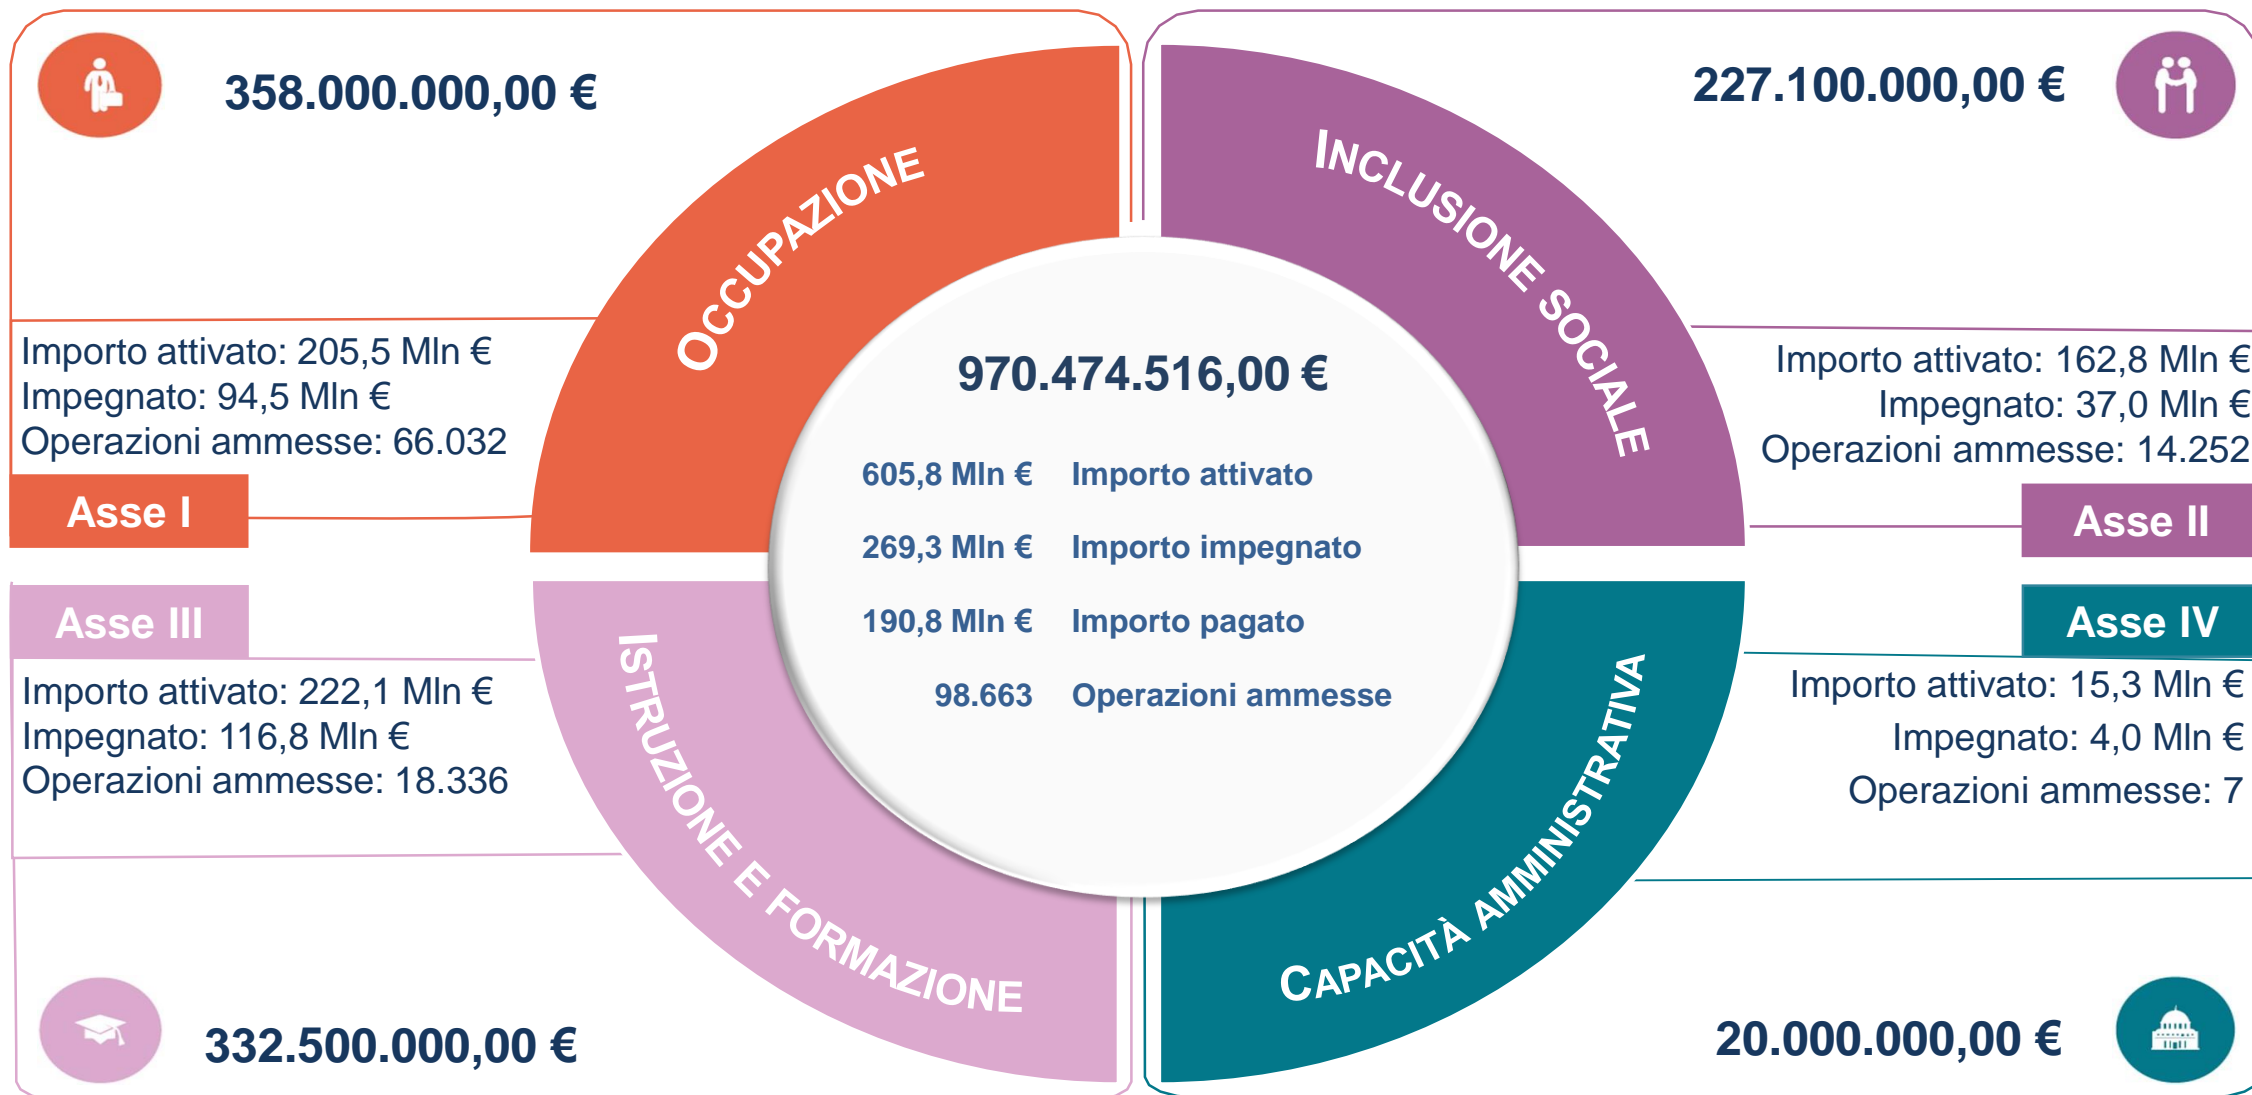 358.000.000,00 €
OCCUPAZIONE
Importo attivato: 205,5 Mln €
Impegnato: 94,5 Mln €
Operazioni ammesse: 66.032
Asse I
227.100.000,00 €
INCLUSIONE SOCIALE
Importo attivato: 162,8 Mln €
Impegnato: 37,0 Mln €
Operazioni ammesse: 14.252
Asse II
970.474.516,00 €
605,8 Mln € Importo attivato
269,3 Mln € Importo impegnato
190,8 Mln € Importo pagato
98.663 Operazioni ammesse
Asse III
Importo attivato: 222,1 Mln €
Impegnato: 116,8 Mln €
Operazioni ammesse: 18.336
ISTRUZIONE E FORMAZIONE
332.500.000,00 €
Asse IV
Importo attivato: 15,3 Mln €
Impegnato: 4,0 Mln €
Operazioni ammesse: 7
CAPACITÀ AMMINISTRATIVA
20.000.000,00 €